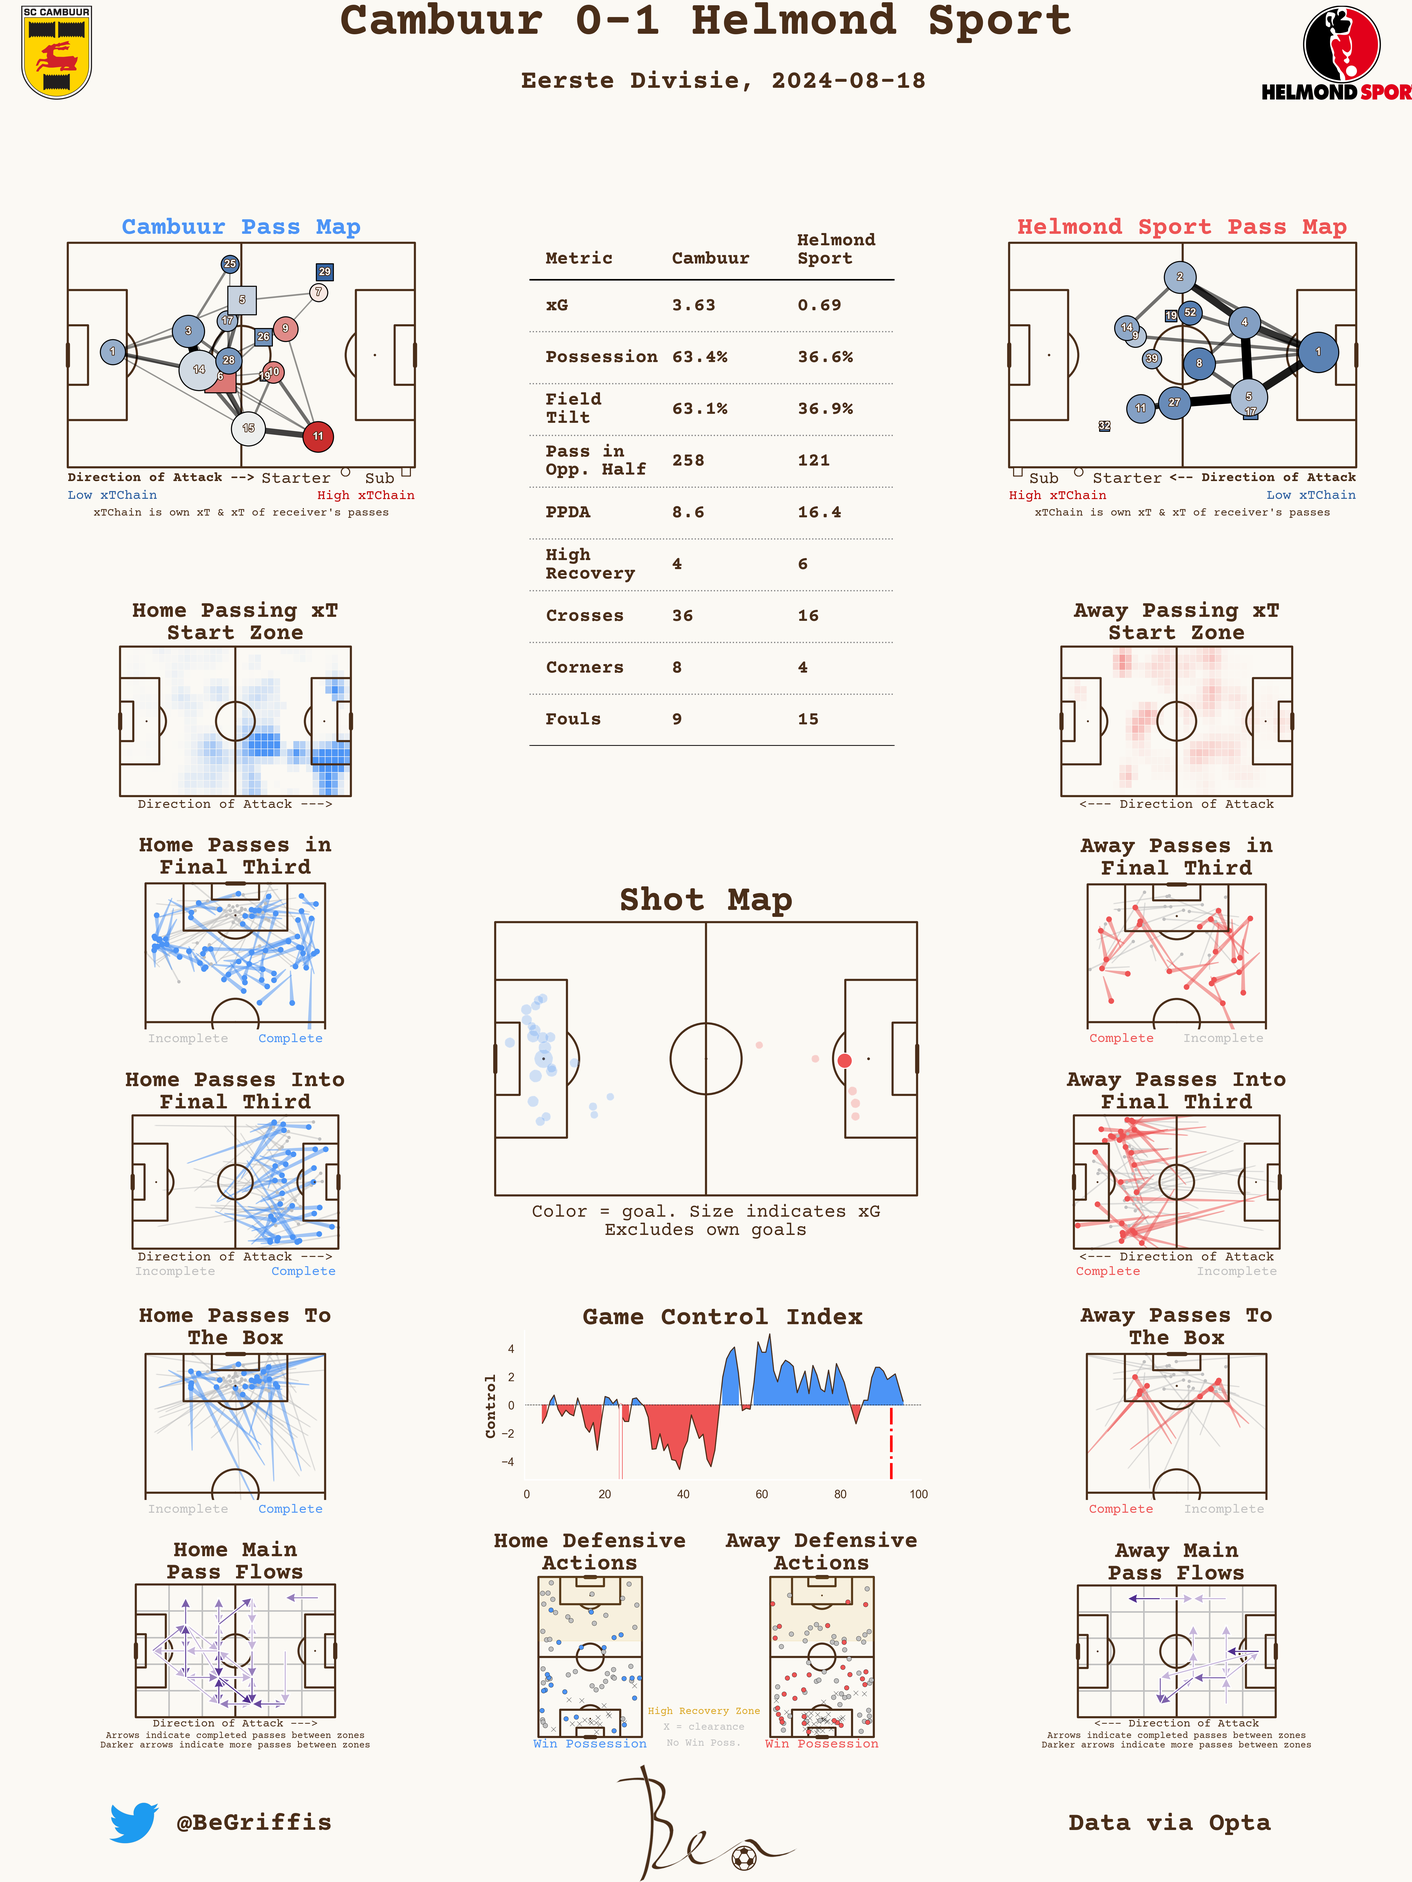 Cambuur 0-1 Helmond Sport
Eerste Divisie, 2024-08-18
SC CAMBUUR
HELMOND SPOR
Cambuur Pass Map
25
29
5
7
17
3
9
26
1
28
14
6
19
10
15
11
Direction of Attack --> Starter Sub
Low xTChain High xTChain
xTChain is own xT & xT of receiver's passes
Metric Cambuur Helmond
Sport
xG 3.63 0.69
Possession 63.4% 36.6%
Field
Tilt 63.1% 36.9%
Pass in
Opp. Half 258 121
PPDA 8.6 16.4
High
Recovery 4 6
Crosses 36 16
Corners 8 4
Fouls 9 15
Helmond Sport Pass Map
2
19
52
4
14
9
39
8
1
11
27
5
17
32
Sub Starter <-- Direction of Attack
High xTChain Low xTChain
xTChain is own xT & xT of receiver's passes
Home Passing xT
Start Zone
Direction of Attack --->
Away Passing xT
Start Zone
<--- Direction of Attack
Home Passes in
Final Third
Incomplete Complete
Away Passes in
Final Third
Complete Incomplete
Shot Map
Color = goal. Size indicates xG
Excludes own goals
Home Passes Into
Final Third
Direction of Attack --->
Incomplete Complete
Away Passes Into
Final Third
<--- Direction of Attack
Complete Incomplete
Home Passes To
The Box
Incomplete Complete
Game Control Index
Control
4
2
0
−2
−4
0 20 40 60 80 100
Away Passes To
The Box
Complete Incomplete
Home Main
Pass Flows
Direction of Attack --->
Arrows indicate completed passes between zones
Darker arrows indicate more passes between zones
Home Defensive
Actions
Win Possession
Away Defensive
Actions
Win Possession
High Recovery Zone
X = clearance
No Win Poss.
Away Main
Pass Flows
<--- Direction of Attack
Arrows indicate completed passes between zones
Darker arrows indicate more passes between zones
@BeGriffis
Ben
Data via Opta